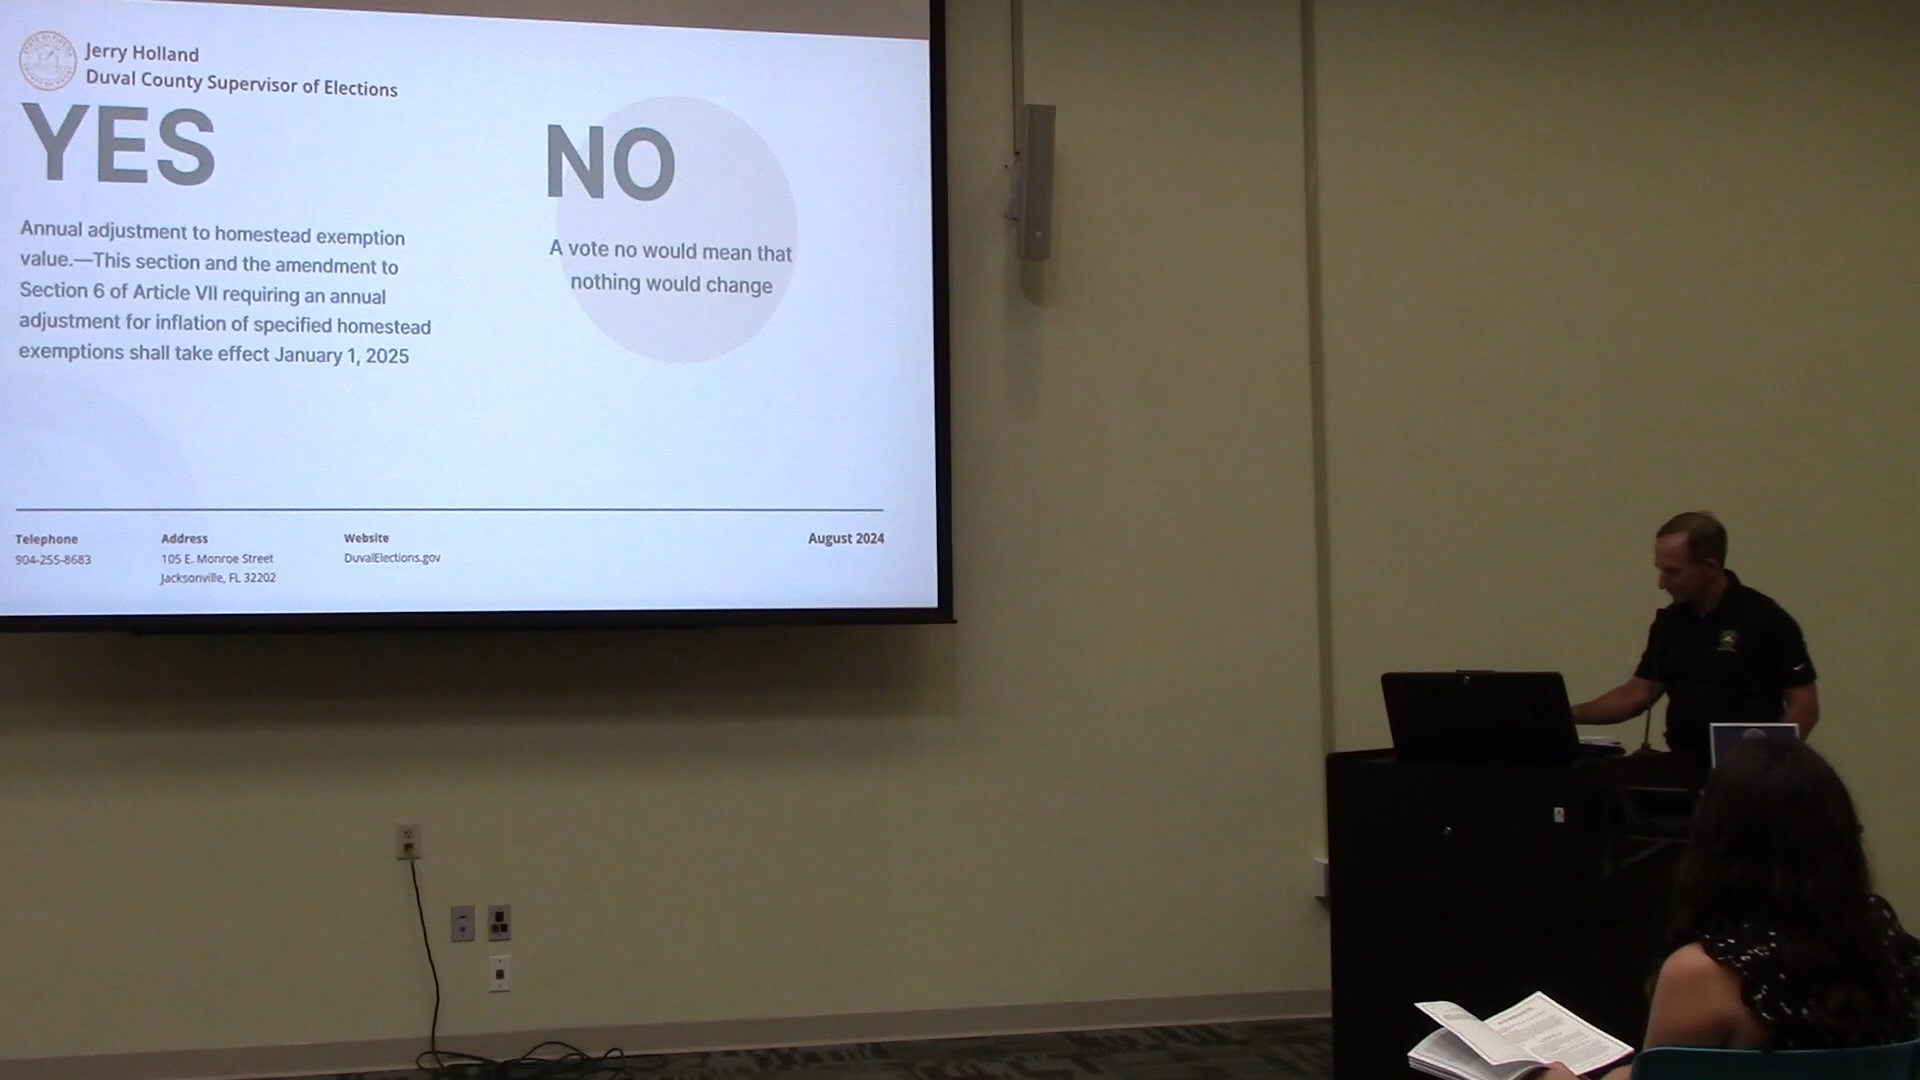 Jerry Holland
Duval County Supervisor of Elections
YES
Annual adjustment to homestead exemption
value.—This section and the amendment to
Section 6 of Article VII requiring an annual
adjustment for inflation of specified homestead
exemptions shall take effect January 1, 2025
NO
A vote no would mean that
nothing would change
Telephone
904-255-8683
Address
105 E. Monroe Street
Jacksonville, FL 32202
Website
DuvalElections.gov
August 2024